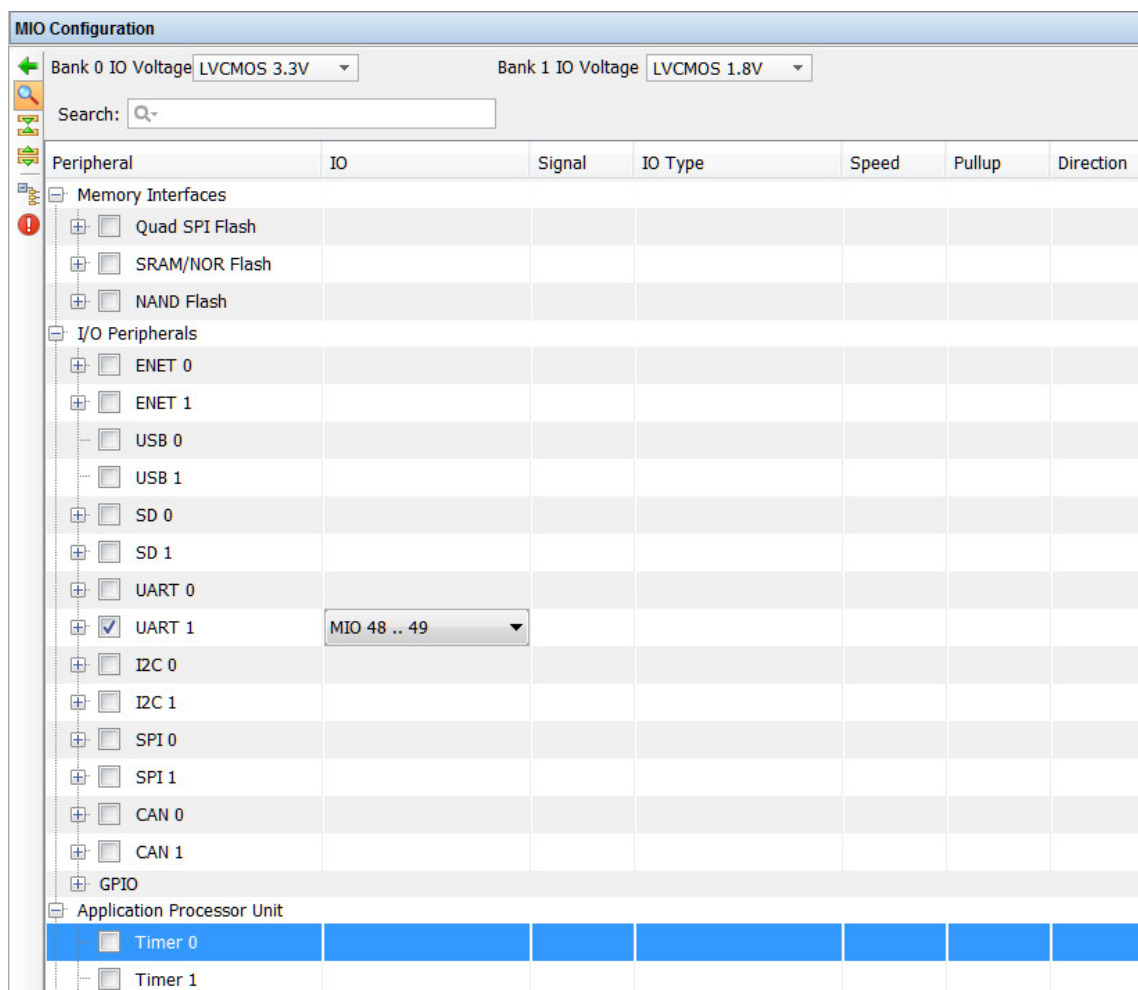 MIO Configuration
Bank 0 IO Voltage LVCMOS 3.3V Bank 1 IO Voltage LVCMOS 1.8V
Search:
Peripheral IO Signal IO Type Speed Pullup Direction
Memory Interfaces
Quad SPI Flash
SRAM/NOR Flash
NAND Flash
I/O Peripherals
ENET 0
ENET 1
USB 0
USB 1
SD 0
SD 1
UART 0
UART 1 MIO 48 .. 49
I2C 0
I2C 1
SPI 0
SPI 1
CAN 0
CAN 1
GPIO
Application Processor Unit
Timer 0
Timer 1